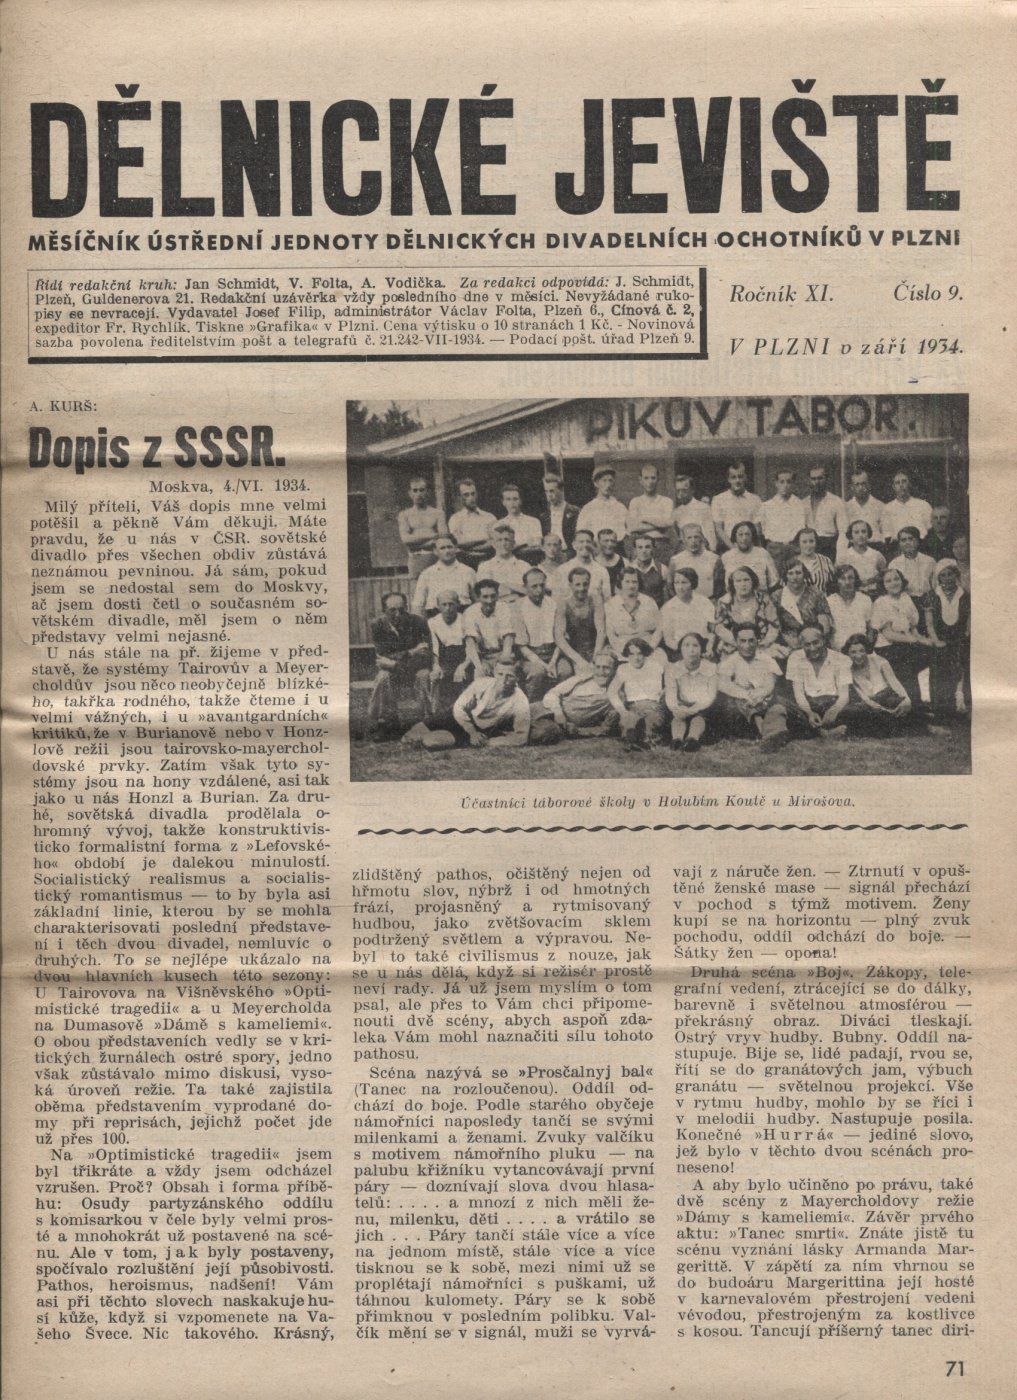 DĚLNICKÉ JEVIŠTĚ
MĚSÍČNÍK ÚSTŘEDNÍ JEDNOTY DĚLNICKÝCH DIVADELNÍCH OCHOTNÍKŮ V PLZNI
Řídí redakční kruh: Jan Schmidt, V. Folta, A. Vodička. Za redakci odpovídá: J. Schmidt,
Plzeň, Guldenerova 21. Redakční uzávěrka vždy posledního dne v měsíci. Nevyžádané ruko-
pisy se nevracejí. Vydavatel Josef Filip, administrátor Václav Folta, Plzeň 6., Cínová č. 2,
expeditor Fr. Rychlík. Tiskne »Grafika« v Plzni. Cena výtisku o 10 stranách 1 Kč. - Novinová
sazba povolena ředitelstvím pošt a telegrafů č. 21.242-VII-1934. — Podací pošt. úřad Plzeň 9.
Ročník XI. Číslo 9.
V PLZNI v září 1934.
A. KURŠ:
Dopis z SSSR.
Moskva, 4./VI. 1934.
Milý příteli, Váš dopis mne velmi
potěšil a pěkně Vám děkuji. Máte
pravdu, že u nás v ČSR. sovětské
divadlo přes všechen obdiv zůstává
neznámou pevninou. Já sám, pokud
jsem se nedostal sem do Moskvy,
ač jsem dosti četl o současném so-
větském divadle, měl jsem o něm
představy velmi nejasné.
U nás stále na př. žijeme v před-
stavě, že systémy Tairovův a Meyer-
choldův jsou něco neobyčejně blízké-
ho, takřka rodného, takže čteme i u
velmi vážných, i u »avantgardních«
kritiků, že v Burianově nebo v Honz-
lově režii jsou tairovsko-mayerchol-
dovské prvky. Zatím však tyto sy-
stémy jsou na hony vzdálené, asi tak
jako u nás Honzl a Burian. Za dru-
hé, sovětská divadla prodělala o-
hromný vývoj, takže konstruktivis-
ticko formalistní forma z »Lefovské-
ho« období je dalekou minulostí.
Socialistický realismus a socialis-
tický romantismus — to by byla asi
základní linie, kterou by se mohla
charakterisovati poslední představe-
ní i těch dvou divadel, nemluvíc o
druhých. To se nejlépe ukázalo na
dvou hlavních kusech této sezony:
U Tairovova na Višněvského »Opti-
mistické tragedii« a u Meyercholda
na Dumasově »Dámě s kameliemi«.
O obou představeních vedly se v kri-
tických žurnálech ostré spory, jedno
však zůstávalo mimo diskusi, vyso-
ká úroveň režie. Ta také zajistila
oběma představením vyprodané do-
my při reprisách, jejichž počet jde
už přes 100.
Na »Optimistické tragedii« jsem
byl třikráte a vždy jsem odcházel
vzrušen. Proč? Obsah i forma příbě-
hu: Osudy partyzánského oddílu
s komisarkou v čele byly velmi pros-
té a mnohokrát už postavené na scé-
nu. Ale v tom, jak byly postaveny,
spočívalo rozluštění její působivosti.
Pathos, heroismus, nadšení! Vám
asi při těchto slovech naskakuje hu-
sí kůže, když si vzpomenete na Va-
šeho Švece. Nic takového. Krásný,
PIKŮV TÁBOR.
Účastníci táborové školy v Holubím Koutě u Mirošova.
zlidštěný pathos, očištěný nejen od
hřmotu slov, nýbrž i od hmotných
frází, projasněný a rytmisovaný
hudbou, jako zvětšovacím sklem
podtržený světlem a výpravou. Ne-
byl to také civilismus z nouze, jak
se u nás dělá, když si režisér prostě
neví rady. Já už jsem myslím o tom
psal, ale přes to Vám chci připome-
nouti dvě scény, abych aspoň zda-
leka Vám mohl naznačiti sílu tohoto
pathosu.
Scéna nazývá se »Prosčalnyj bal«
(Tanec na rozloučenou). Oddíl od-
chází do boje. Podle starého obyčeje
námořníci naposledy tančí se svými
milenkami a ženami. Zvuky valčíku
s motivem námořního pluku — na
palubu křižníku vytancovávají první
páry — doznívají slova dvou hlasa-
telů: . . . . a mnozí z nich měli že-
nu, milenku, děti . . . . a vrátilo se
jich . . . Páry tančí stále více a více
na jednom místě, stále více a více
tisknou se k sobě, mezi nimi už se
proplétají námořníci s puškami, už
táhnou kulomety. Páry se k sobě
přimknou v posledním polibku. Val-
čík mění se v signál, muži se vyrvá-
vají z náruče žen. — Ztrnutí v opuš-
těné ženské mase — signál přechází
v pochod s týmž motivem. Ženy
kupí se na horizontu — plný zvuk
pochodu, oddíl odchází do boje. —
Šátky žen — opona!
Druhá scéna »Boj«. Zákopy, tele-
grafní vedení, ztrácející se do dálky,
barevně i světelnou atmosférou —
překrásný obraz. Diváci tleskají.
Ostrý vryv hudby. Bubny. Oddíl na-
stupuje. Bije se, lidé padají, rvou se,
řítí se do granátových jam, výbuch
granátu — světelnou projekcí. Vše
v rytmu hudby, mohlo by se říci i
v melodii hudby. Nastupuje posila.
Konečné »Hurrá« — jediné slovo,
jež bylo v těchto dvou scénách pro-
neseno!
A aby bylo učiněno po právu, také
dvě scény z Mayercholdovy režie
»Dámy s kameliemi«. Závěr prvého
aktu: »Tanec smrti«. Znáte jistě tu
scénu vyznání lásky Armanda Mar-
gerittě. V zápětí za ním vhrnou se
do budoáru Margerittina její hosté
v karnevalovém přestrojení vedeni
vévodou, přestrojeným za kostlivce
s kosou. Tancují příšerný tanec diri-
71